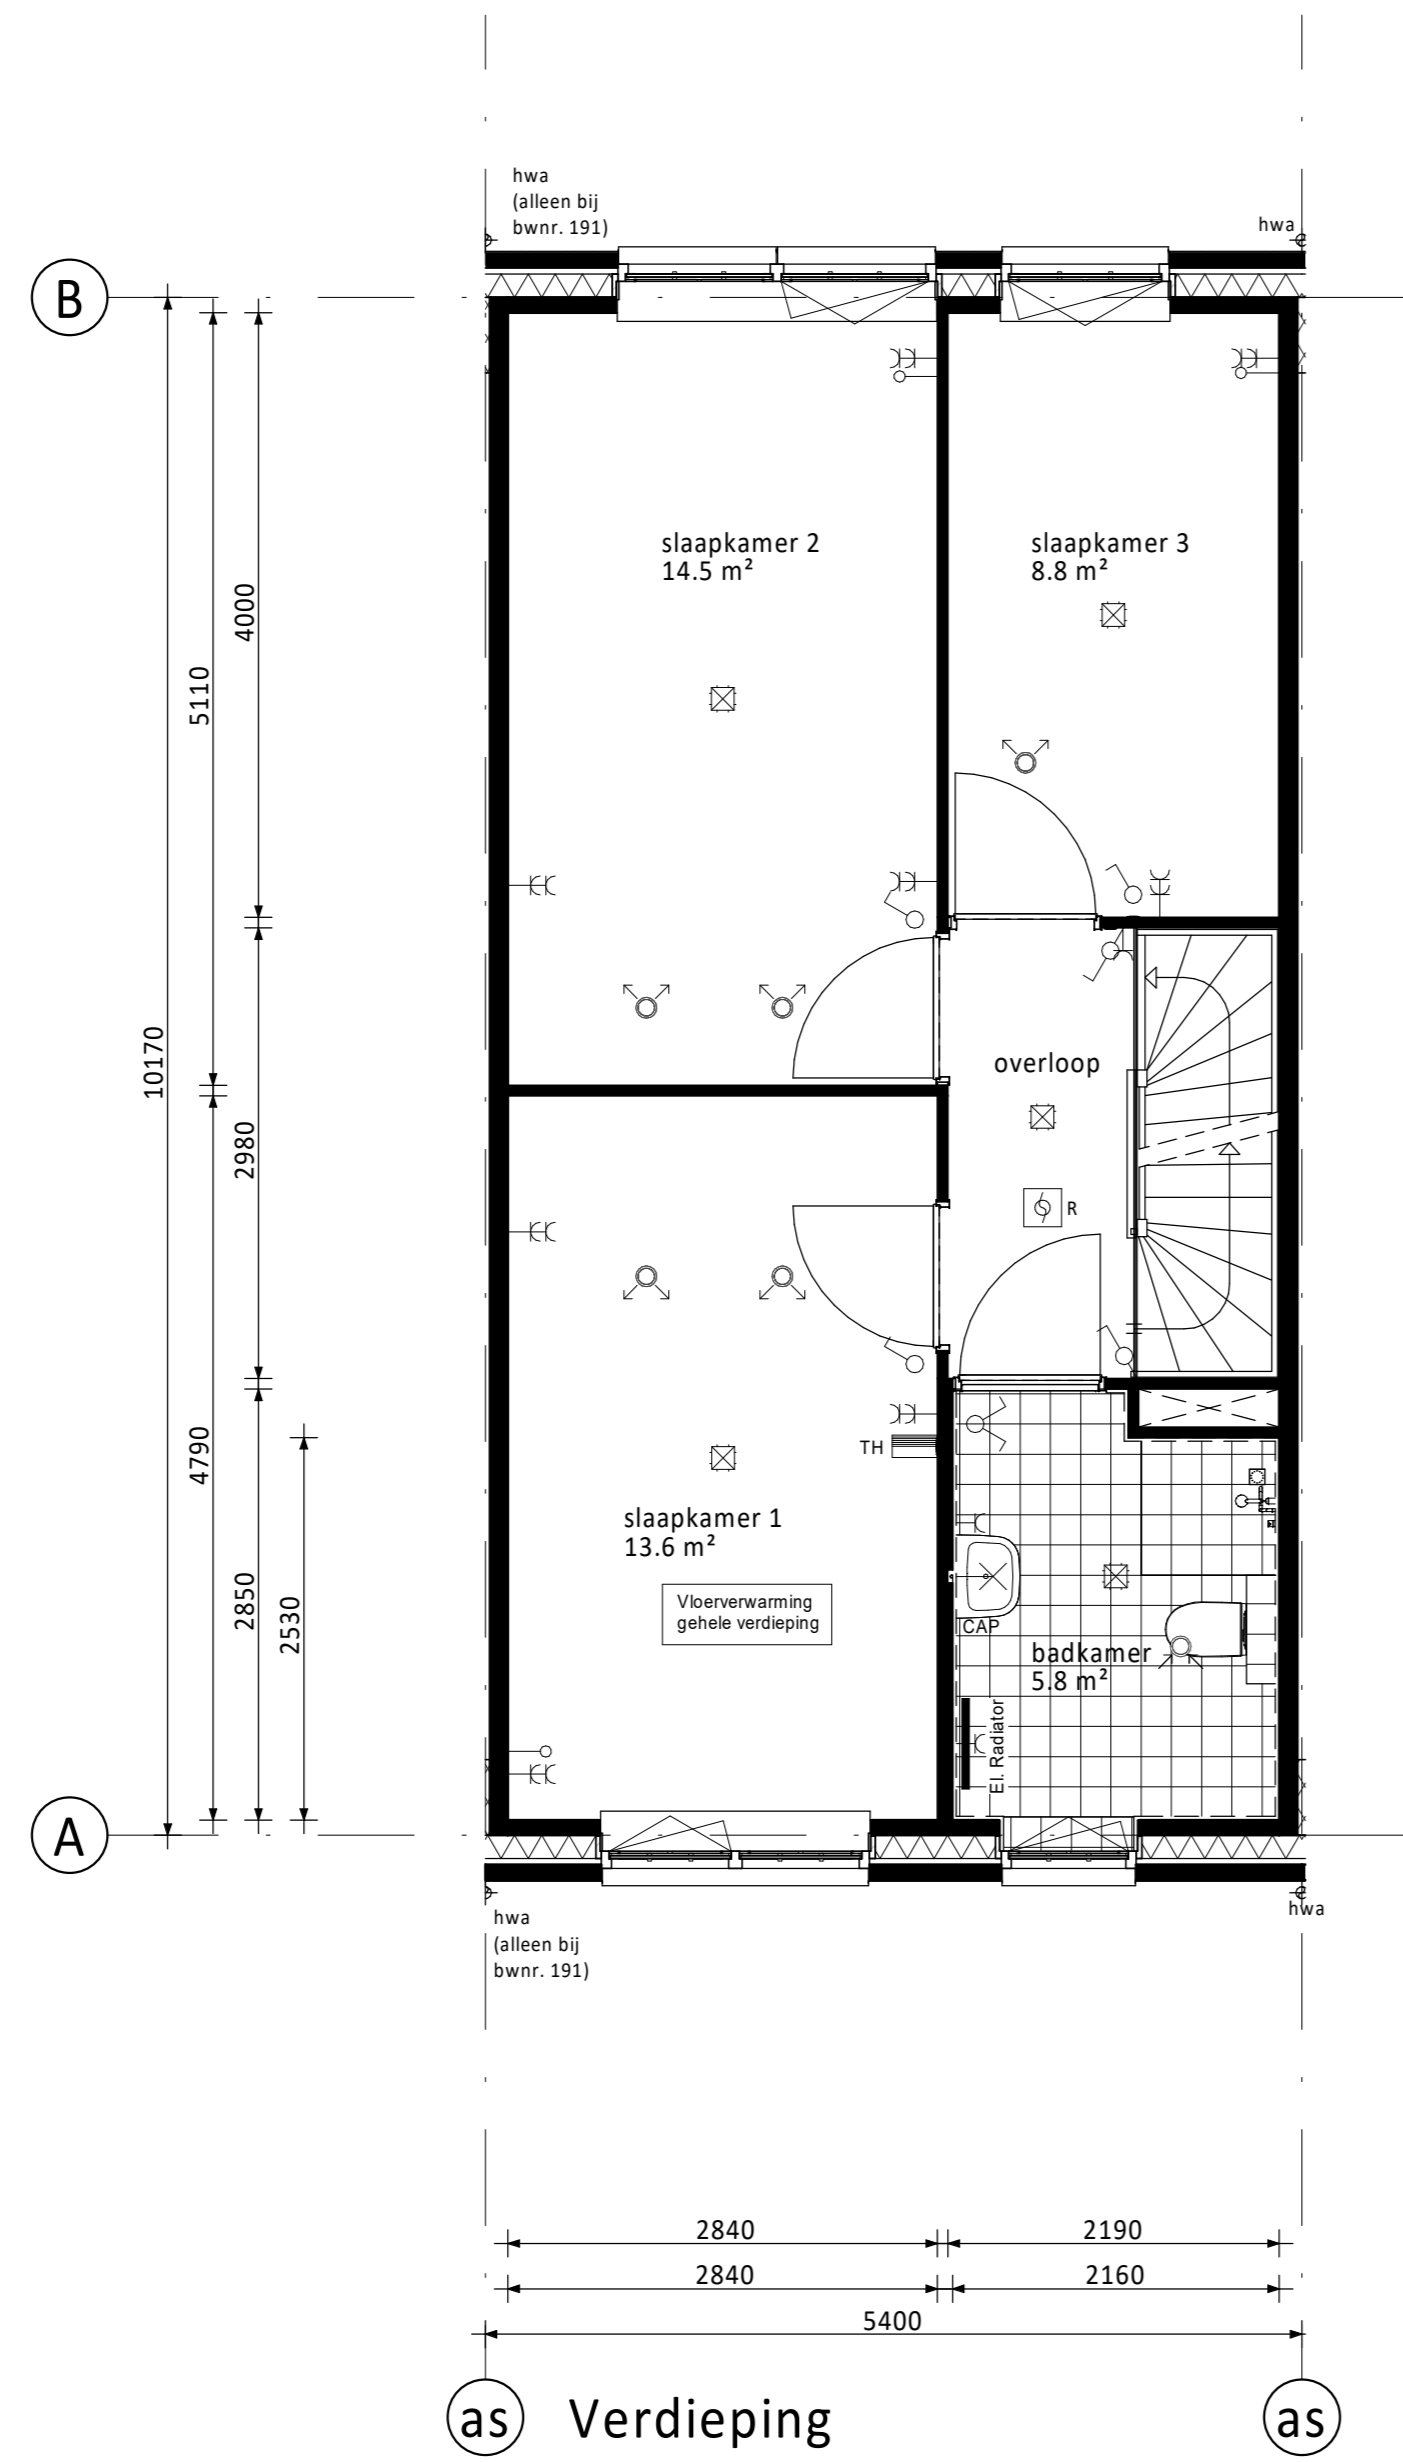 hwa
(alleen bij
bwnr. 191)
hwa
B
slaapkamer 2
14.5 m²
slaapkamer 3
8.8 m²
4000
5110
10170
overloop
2980
R
4790
TH
slaapkamer 1
13.6 m²
2850
2530
Vloerverwarming
gehele verdieping
CAP
badkamer
5.8 m²
El. Radiator
A
hwa
(alleen bij
bwnr. 191)
hwa
2840
2190
2840
2160
5400
as
Verdieping
as